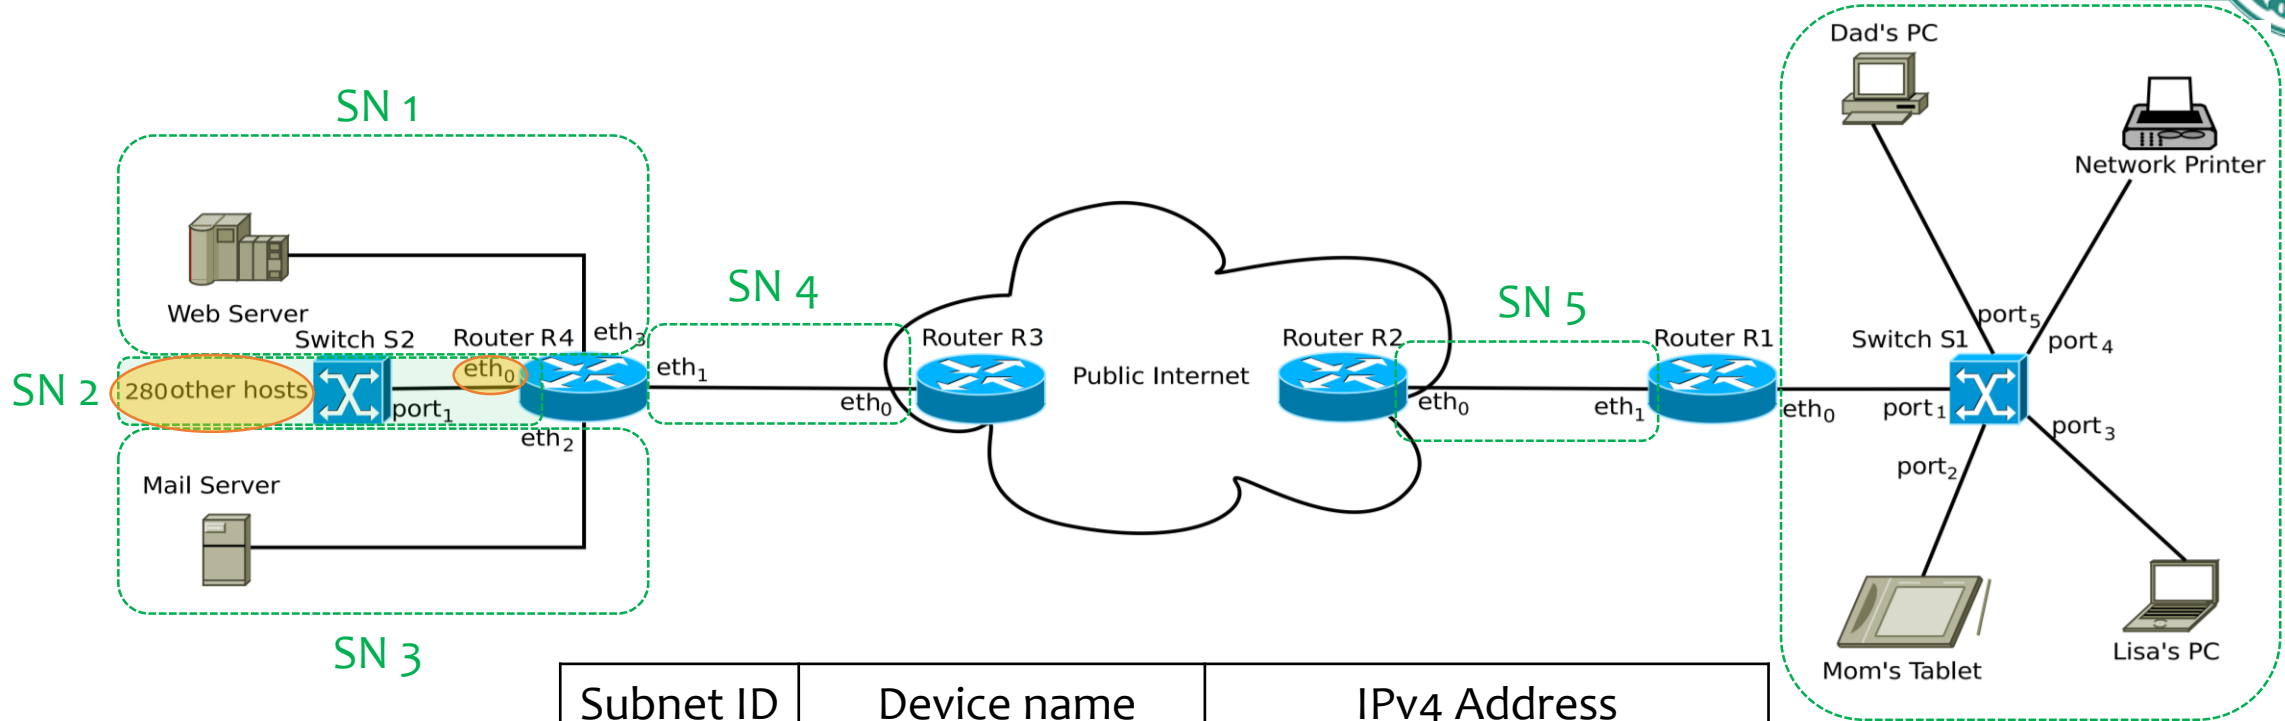 Dad's PC
Network Printer
SN 1
Web Server
Switch S2
Router R4
eth3
SN 4
eth1
eth0
Router R3
Public Internet
Router R2
SN 5
Router R1
eth0
eth1
eth0
Switch S1
port5
port4
port1
port3
port2
SN 2
280 other hosts
eth0
port1
eth2
Mail Server
SN 3
Mom's Tablet
Lisa's PC
Subnet ID
Device name
IPv4 Address